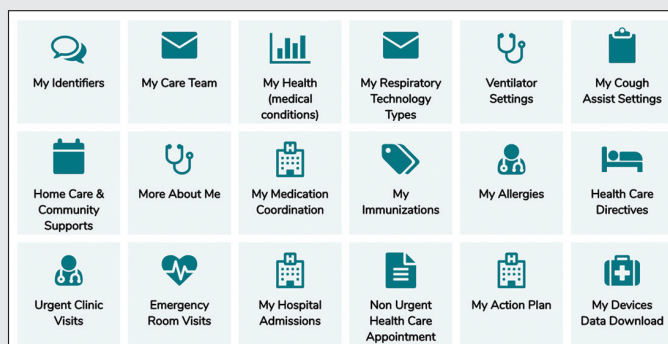 My Identifiers
My Care Team
My Health
(medical
conditions)
My Respiratory
Technology
Types
Ventilator
Settings
My Cough
Assist Settings
Home Care &
Community
Supports
More About Me
My Medication
Coordination
My
Immunizations
My Allergies
Health Care
Directives
Urgent Clinic
Visits
Emergency
Room Visits
My Hospital
Admissions
Non Urgent
Health Care
Appointment
My Action Plan
My Devices
Data Download